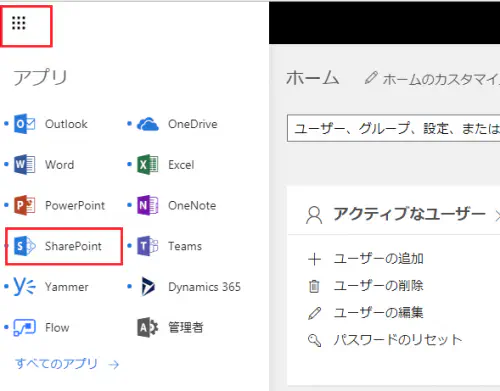 アプリ
Outlook
OneDrive
Word
Excel
PowerPoint
OneNote
SharePoint
Teams
Yammer
Dynamics 365
Flow
管理者
すべてのアプリ →
ホーム
ホームのカスタマイ
ユーザー、グループ、設定、または
アクティブなユーザー
ユーザーの追加
ユーザーの削除
ユーザーの編集
パスワードのリセット